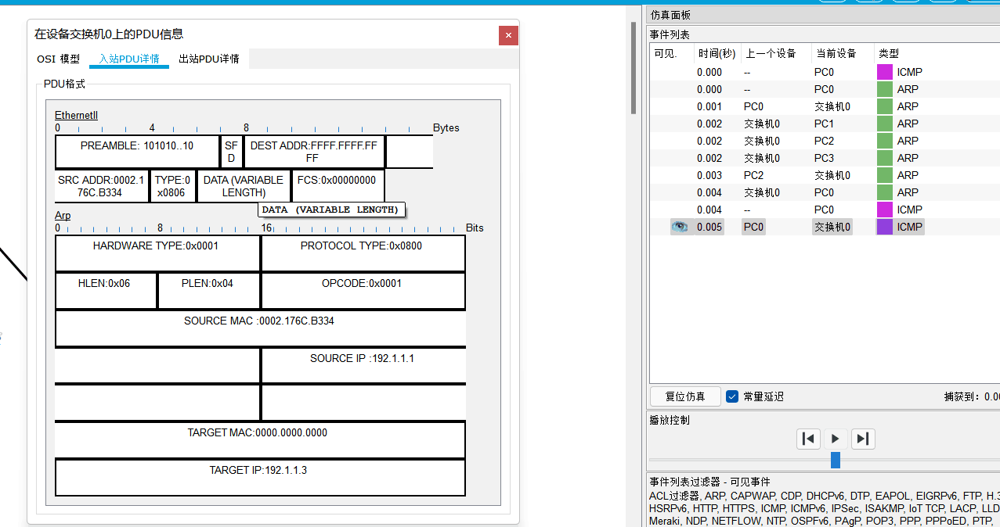 在设备交换机0上的PDU信息
OSI 模型 入站PDU详情 出站PDU详情
PDU格式
EthernetII
0 4 8 Bytes
PREAMBLE: 101010..10
SF
D
DEST ADDR:FFFF.FFFF.FF
FF
SRC ADDR:0002.1
76C.B334
TYPE:0
x0806
DATA (VARIABLE
LENGTH)
FCS:0x00000000
DATA (VARIABLE LENGTH)
Arp
0 8 16 Bits
HARDWARE TYPE:0x0001 PROTOCOL TYPE:0x0800
HLEN:0x06 PLEN:0x04 OPCODE:0x0001
SOURCE MAC :0002.176C.B334
SOURCE IP :192.1.1.1
TARGET MAC:0000.0000.0000
TARGET IP:192.1.1.3
仿真面板
事件列表
可见. 时间(秒) 上一个设备 当前设备 类型
0.000 -- PC0 ICMP
0.000 -- PC0 ARP
0.001 PC0 交换机0 ARP
0.002 交换机0 PC1 ARP
0.002 交换机0 PC2 ARP
0.002 交换机0 PC3 ARP
0.003 PC2 交换机0 ARP
0.004 交换机0 PC0 ARP
0.004 -- PC0 ICMP
0.005 PC0 交换机0 ICMP
复位仿真 常量延迟 捕获到: 0.00
播放控制
事件列表过滤器 - 可见事件
ACL过滤器, ARP, CAPWAP, CDP, DHCPv6, DTP, EAPOL, EIGRPv6, FTP, H.3
HSRPv6, HTTP, HTTPS, ICMP, ICMPv6, IPSec, ISAKMP, IoT TCP, LACP, LLD
Meraki, NDP, NETFLOW, NTP, OSPFv6, PAgP, POP3, PPP, PPPoED, PTP,